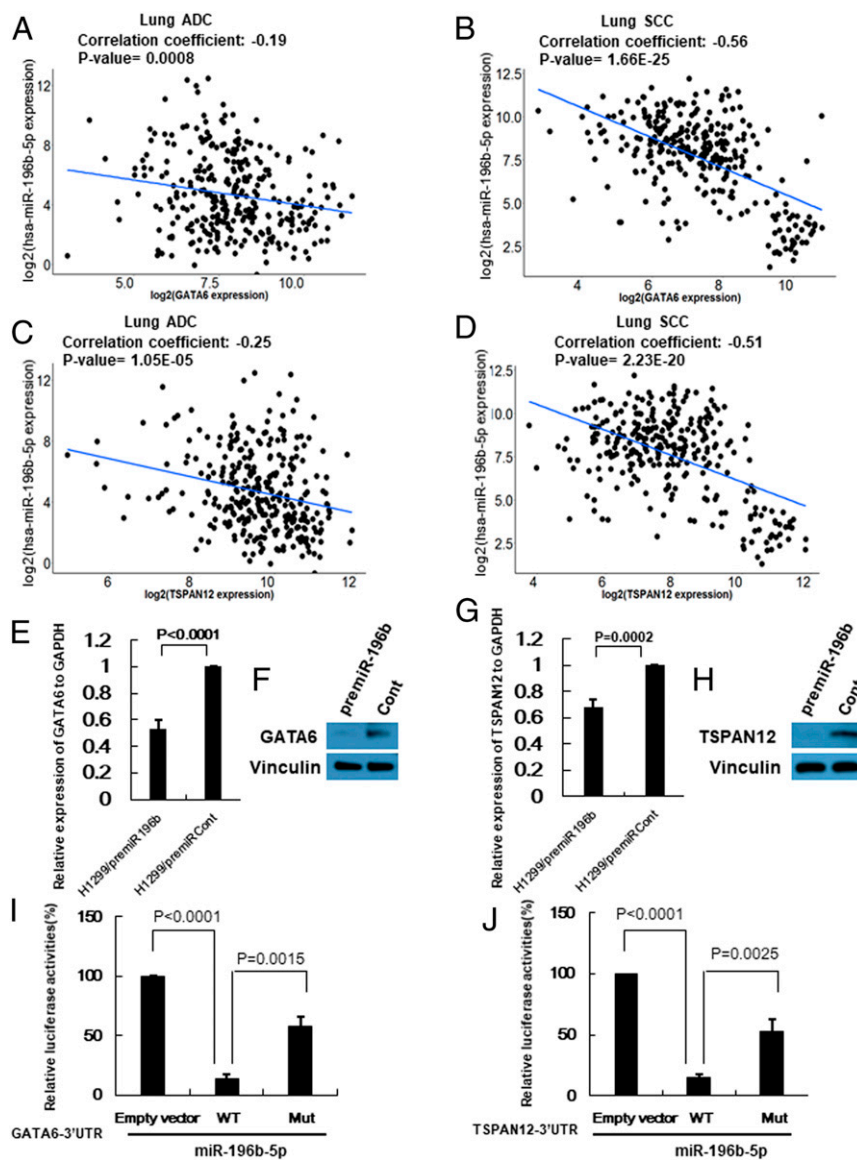 A
Lung ADC
Correlation coefficient: -0.19
P-value= 0.0008
log2(hsa-miR-196b-5p expression)
12
8
4
0
5.0 7.5 10.0
log2(GATA6 expression)
B
Lung SCC
Correlation coefficient: -0.56
P-value= 1.66E-25
log2(hsa-miR-196b-5p expression)
12.5
10.0
7.5
5.0
2.5
4 6 8 10
log2(GATA6 expression)
C
Lung ADC
Correlation coefficient: -0.25
P-value= 1.05E-05
log2(hsa-miR-196b-5p expression)
12
8
4
0
6 8 10 12
log2(TSPAN12 expression)
D
Lung SCC
Correlation coefficient: -0.51
P-value= 2.23E-20
log2(hsa-miR-196b-5p expression)
12.5
10.0
7.5
5.0
2.5
4 6 8 10 12
log2(TSPAN12 expression)
E
Relative expression of GATA6 to GAPDH
1.2
1
0.8
0.6
0.4
0.2
0
P<0.0001
H1299/premiR196b
H1299/premiRCont
F
premiR-196b
Cont
GATA6
Vinculin
G
Relative expression of TSPAN12 to GAPDH
1.2
1
0.8
0.6
0.4
0.2
0
P=0.0002
H1299/premiR196b
H1299/premiRCont
H
premiR-196b
Cont
TSPAN12
Vinculin
I
Relative luciferase activities(%)
150
100
50
0
P<0.0001
P=0.0015
Empty vector WT Mut
GATA6-3'UTR
miR-196b-5p
J
Relative luciferase activities(%)
150
100
50
0
P<0.0001
P=0.0025
Empty vector WT Mut
TSPAN12-3'UTR
miR-196b-5p